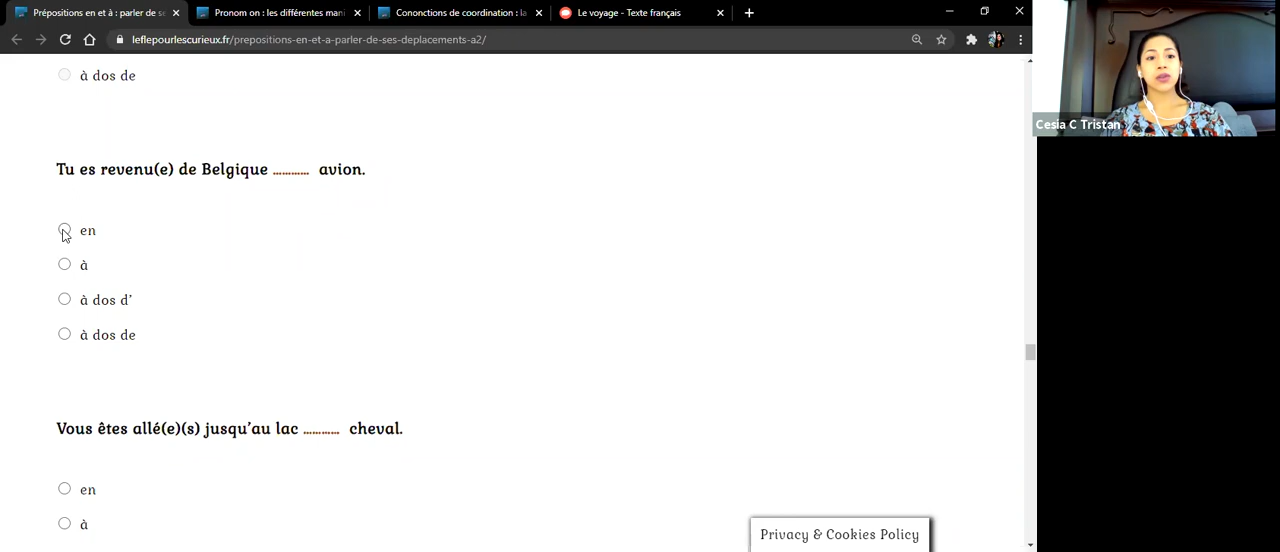 Prépositions en et à : parler de se
Pronom on : les différentes mani
Cononctions de coordination : la
Le voyage - Texte français
leflepourlescurieux.fr/prepositions-en-et-a-parler-de-ses-deplacements-a2/
à dos de
Cesia C Tristan
Tu es revenu(e) de Belgique ………… avion.
en
à
à dos d’
à dos de
Vous êtes allé(e)(s) jusqu’au lac ………… cheval.
en
à
Privacy & Cookies Policy